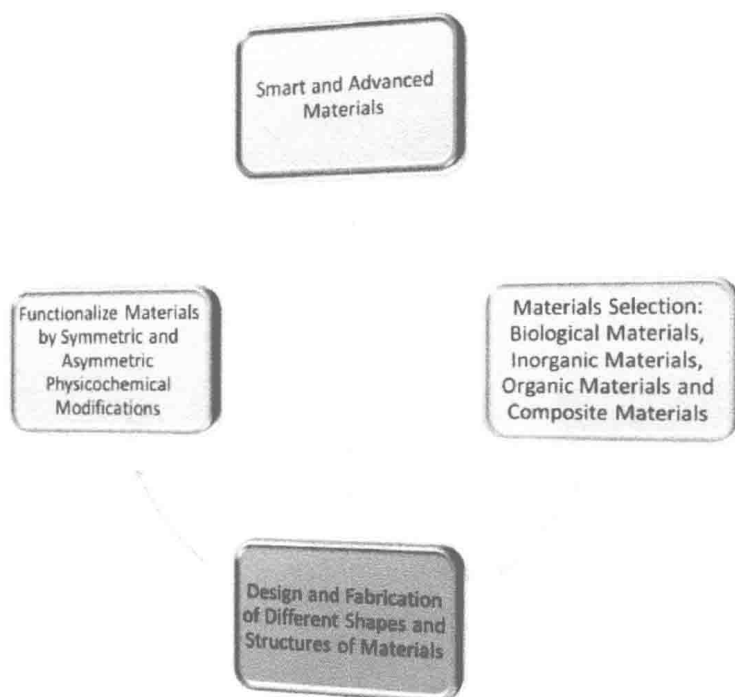 Smart and Advanced
Materials
Functionalize Materials
by Symmetric and
Asymmetric
Physicochemical
Modifications
Materials Selection:
Biological Materials,
Inorganic Materials,
Organic Materials and
Composite Materials
Design and Fabrication
of Different Shapes and
Structures of Materials